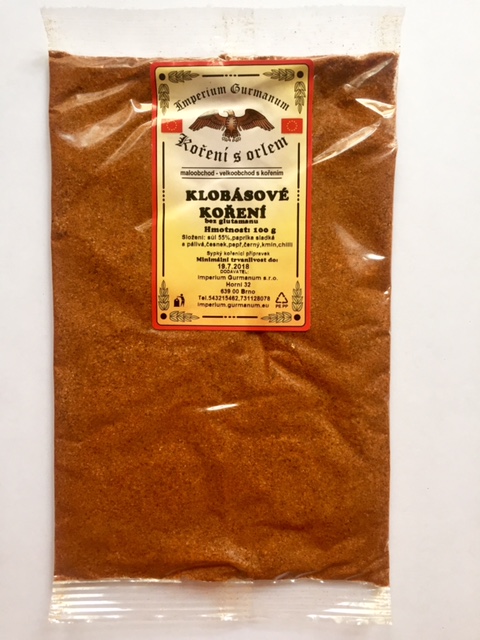 Imperium Gurmanum
Koření s orlem
maloobchod - velkoobchod s kořením
KLOBÁSOVÉ
KOŘENÍ
bez glutamanu
Hmotnost: 100 g
Složení: sůl 55%,paprika sladká
a pálivá,česnek,pepř,černý,kmín,chilli
Sypký kořenící přípravek
Minimální trvanlivost do:
19.7.2018
DODAVATEL:
Imperium Gurmanum s.r.o.
Horní 32
639 00 Brno
Tel.543215462,731128078
imperium.gurmanum.eu
PE PP